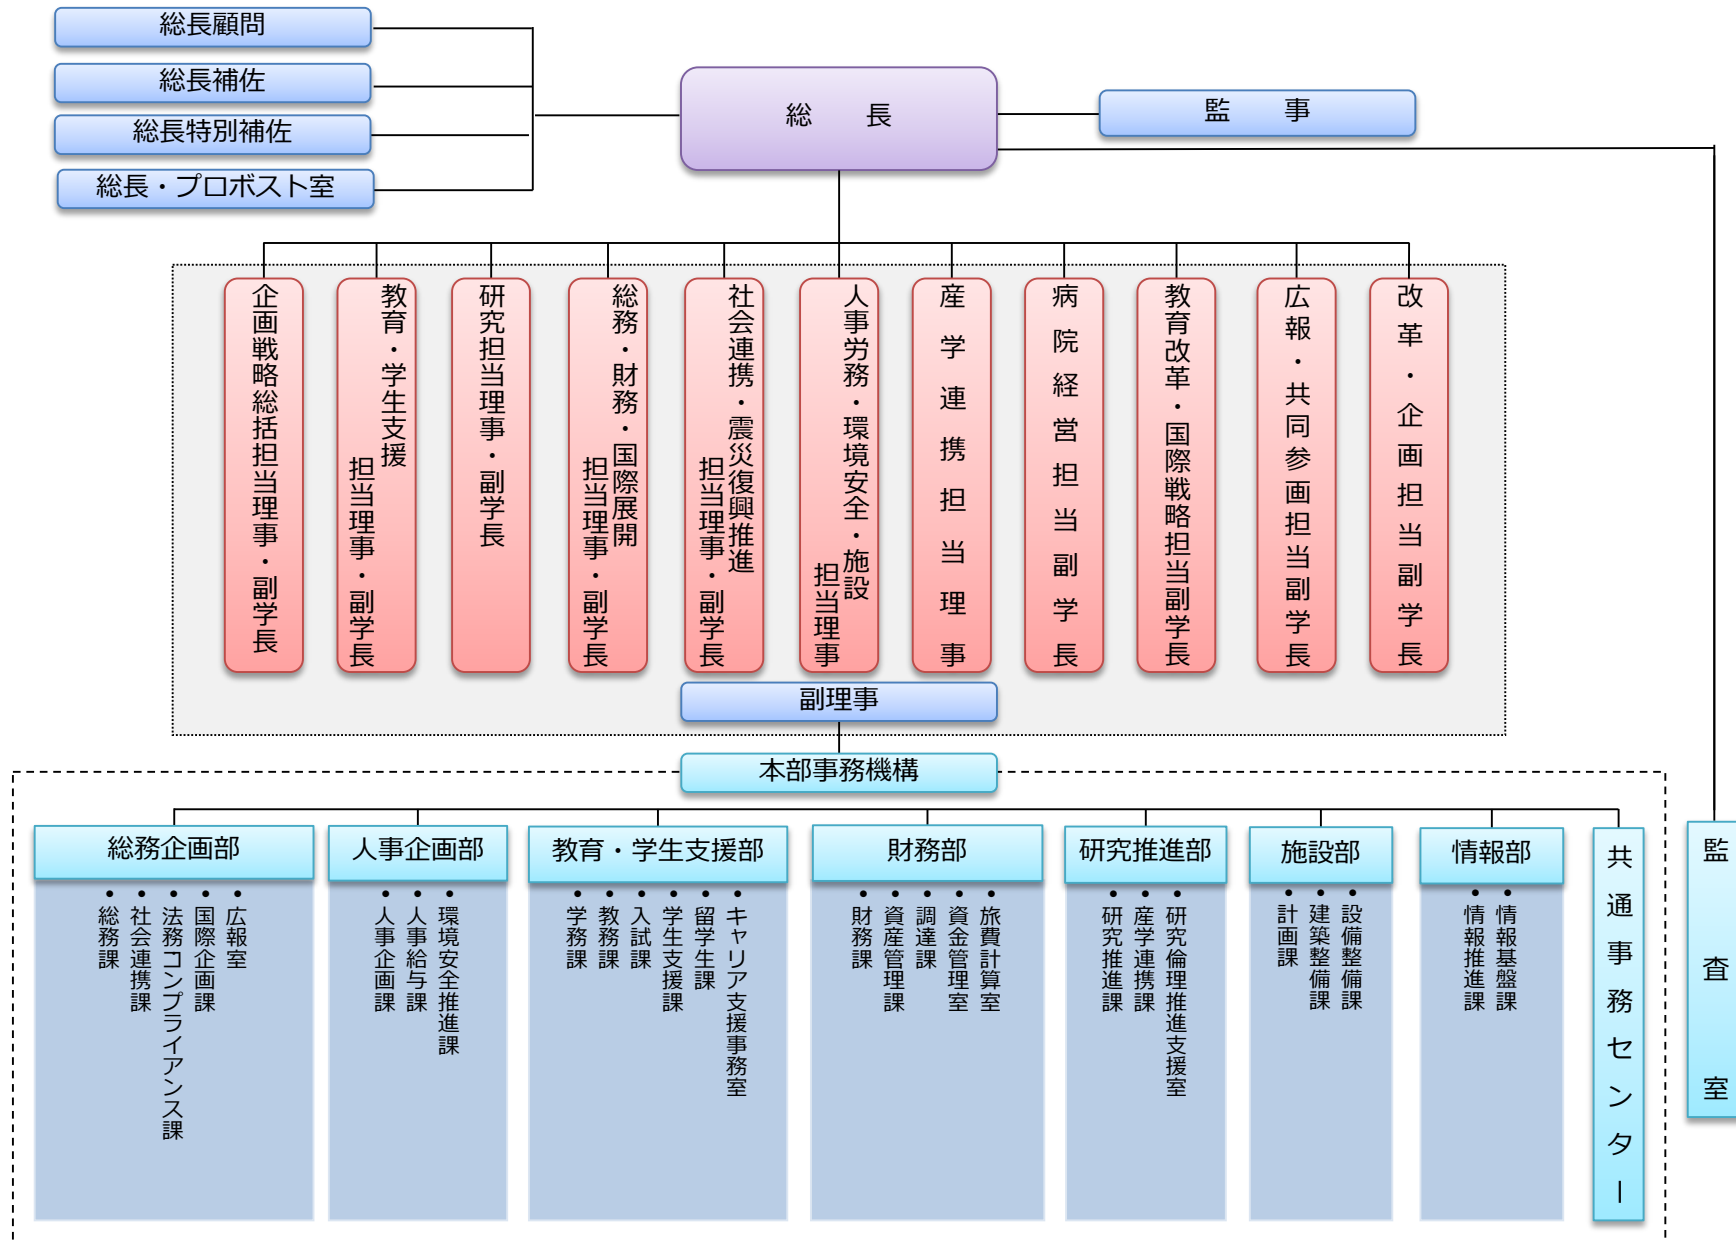 総長顧問
総長補佐
総長特別補佐
総長・プロボスト室
総　　長
監　　事
企画戦略総括担当理事・副学長
教育・学生支援
担当理事・副学長
研究担当理事・副学長
総務・財務・国際展開
担当理事・副学長
社会連携・震災復興推進
担当理事・副学長
人事労務・環境安全・施設
担当理事
産学連携担当理事
病院経営担当副学長
教育改革・国際戦略担当副学長
広報・共同参画担当副学長
改革・企画担当副学長
副理事
本部事務機構
総務企画部
・総務課
・社会連携課
・法務コンプライアンス課
・国際企画課
・広報室
人事企画部
・人事企画課
・人事給与課
・環境安全推進課
教育・学生支援部
・学務課
・教務課
・入試課
・学生支援課
・留学生課
・キャリア支援事務室
財務部
・財務課
・資産管理課
・調達課
・資金管理室
・旅費計算室
研究推進部
・研究推進課
・産学連携課
・研究倫理推進支援室
施設部
・計画課
・建築整備課
・設備整備課
情報部
・情報推進課
・情報基盤課
共通事務センター
監査室